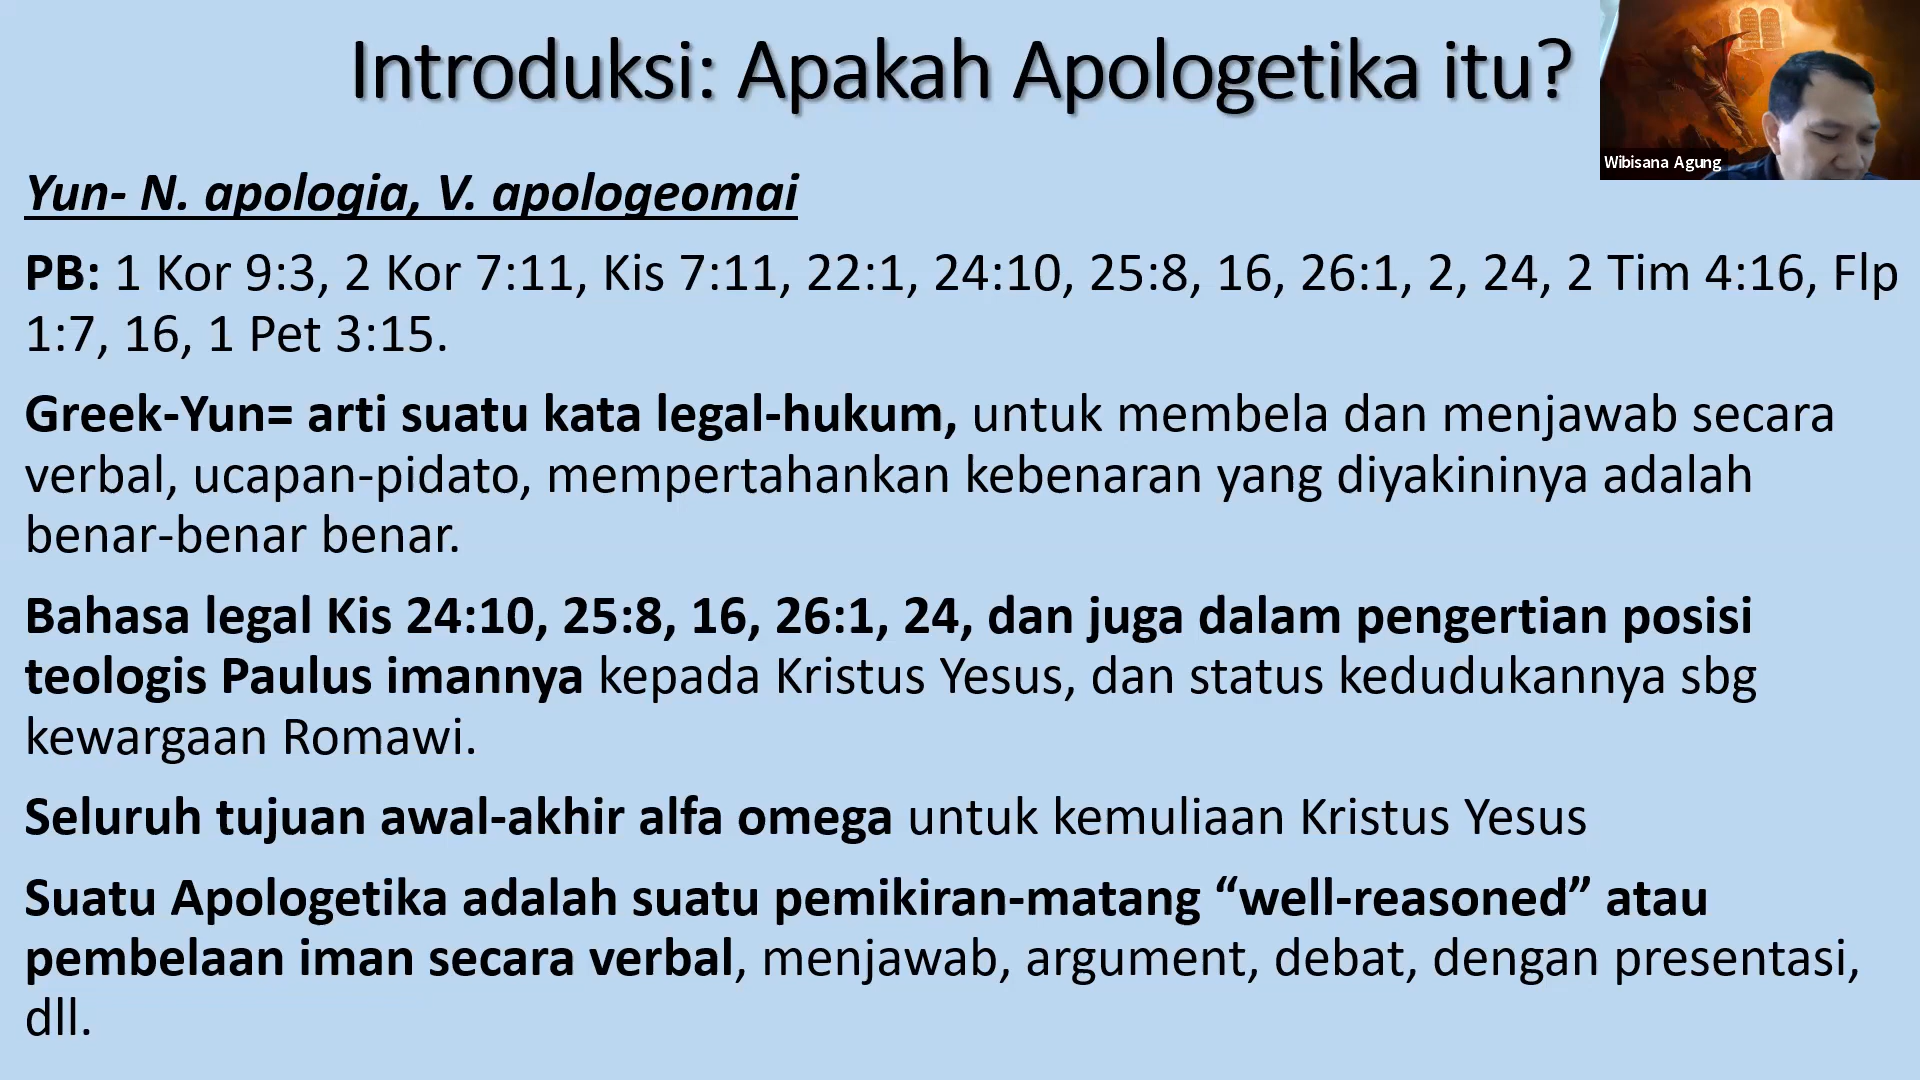 Introduksi: Apakah Apologetika itu?
Wibisana Agung
Yun- N. apologia, V. apologeomai
PB: 1 Kor 9:3, 2 Kor 7:11, Kis 7:11, 22:1, 24:10, 25:8, 16, 26:1, 2, 24, 2 Tim 4:16, Flp
1:7, 16, 1 Pet 3:15.
Greek-Yun= arti suatu kata legal-hukum, untuk membela dan menjawab secara
verbal, ucapan-pidato, mempertahankan kebenaran yang diyakininya adalah
benar-benar benar.
Bahasa legal Kis 24:10, 25:8, 16, 26:1, 24, dan juga dalam pengertian posisi
teologis Paulus imannya kepada Kristus Yesus, dan status kedudukannya sbg
kewargaan Romawi.
Seluruh tujuan awal-akhir alfa omega untuk kemuliaan Kristus Yesus
Suatu Apologetika adalah suatu pemikiran-matang “well-reasoned” atau
pembelaan iman secara verbal, menjawab, argument, debat, dengan presentasi,
dll.